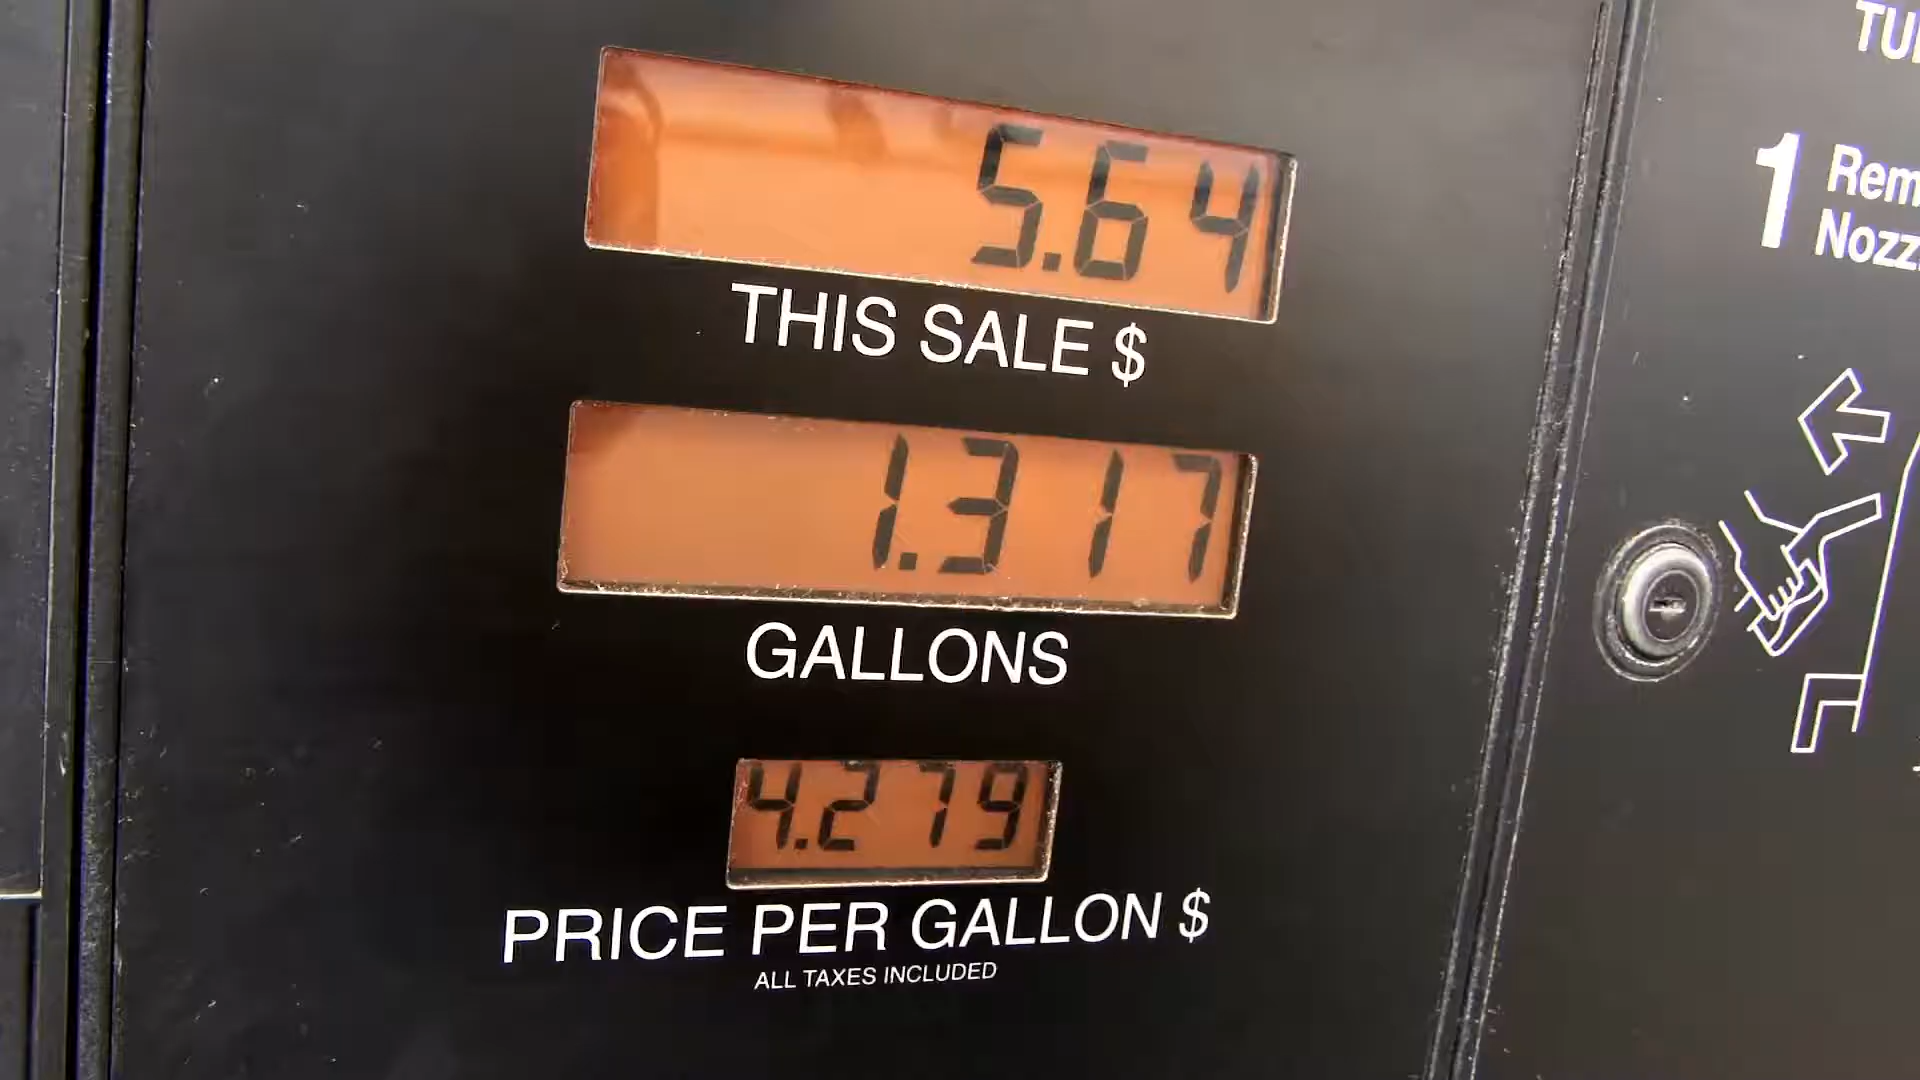 5.64
THIS SALE $
1.317
GALLONS
4.279
PRICE PER GALLON $
ALL TAXES INCLUDED
1